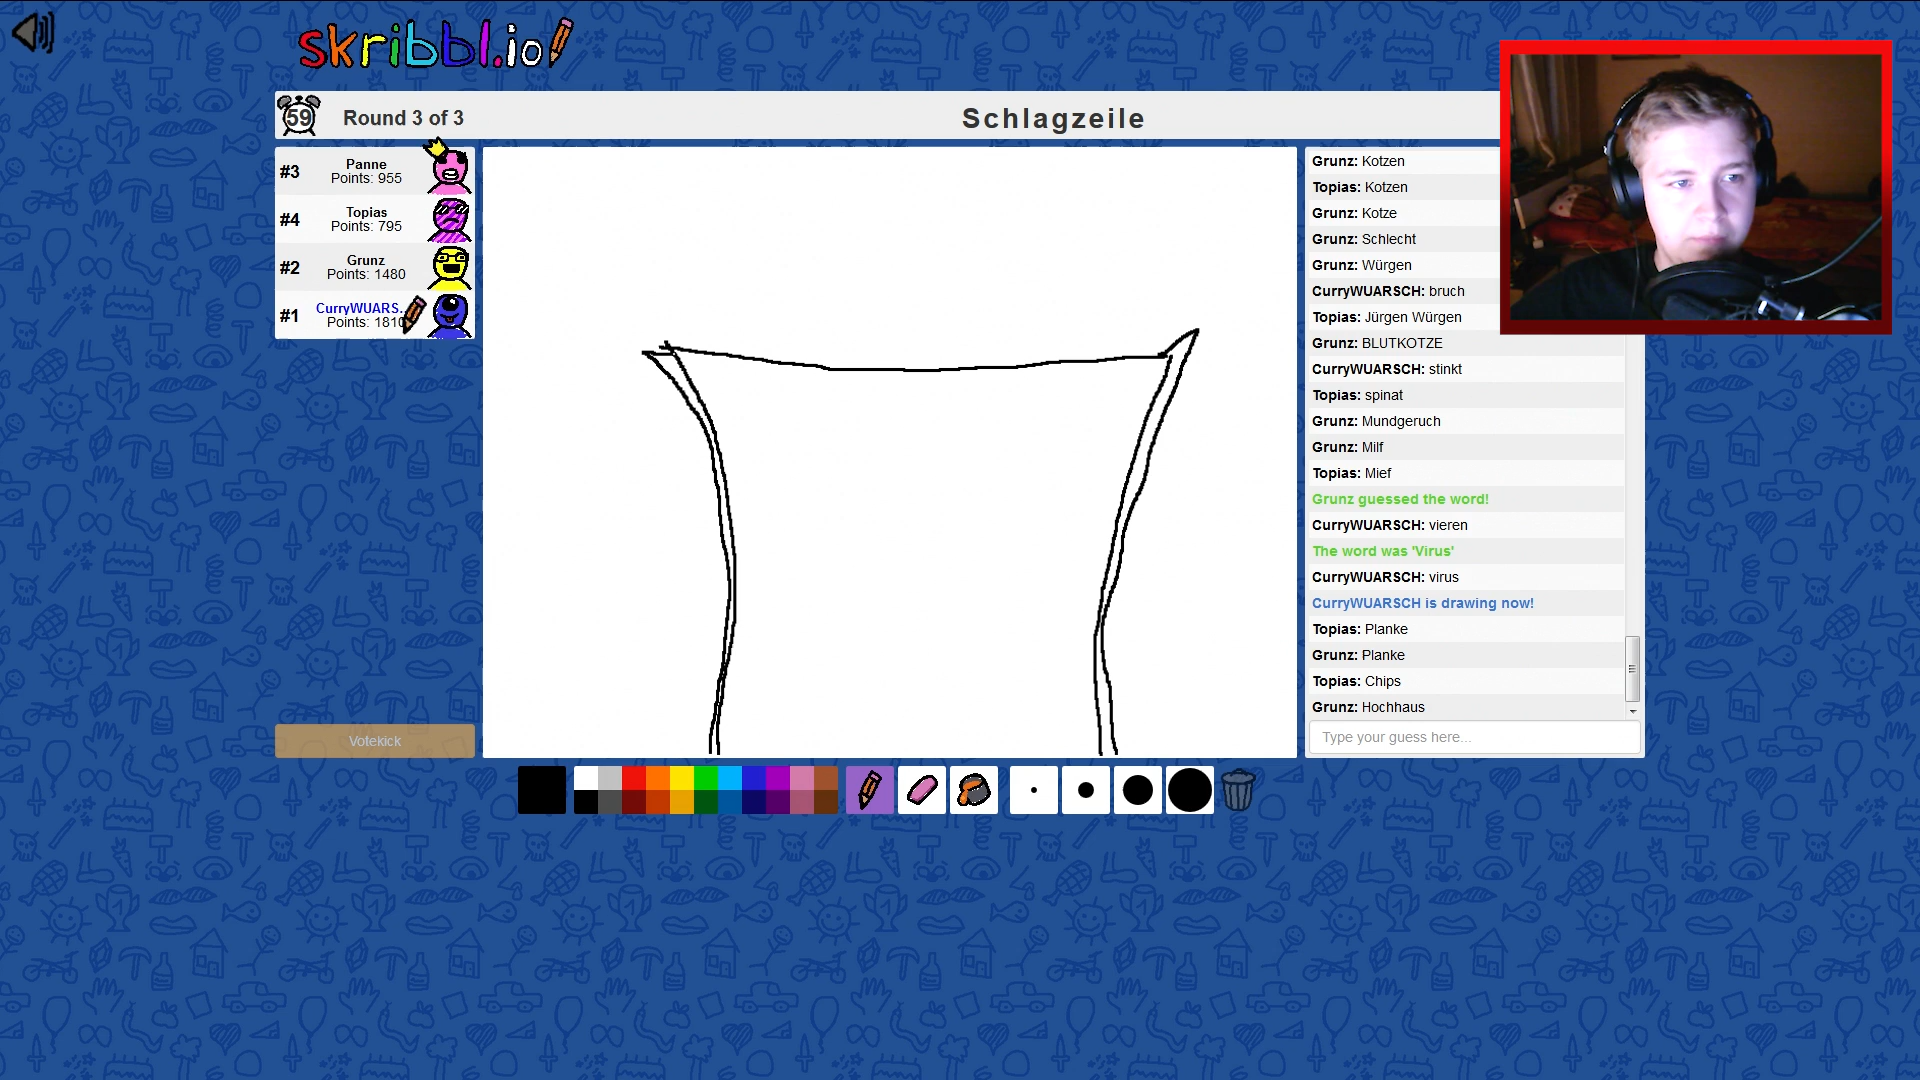 skribbl.io
59
Round 3 of 3
Schlagzeile
#3
Panne
Points: 955
#4
Topias
Points: 795
#2
Grunz
Points: 1480
#1
CurryWUARS...
Points: 1810
Votekick
Grunz: Kotzen
Topias: Kotzen
Grunz: Kotze
Grunz: Schlecht
Grunz: Würgen
CurryWUARSCH: bruch
Topias: Jürgen Würgen
Grunz: BLUTKOTZE
CurryWUARSCH: stinkt
Topias: spinat
Grunz: Mundgeruch
Grunz: Milf
Topias: Mief
Grunz guessed the word!
CurryWUARSCH: vieren
The word was 'Virus'
CurryWUARSCH: virus
CurryWUARSCH is drawing now!
Topias: Planke
Grunz: Planke
Topias: Chips
Grunz: Hochhaus
Type your guess here...